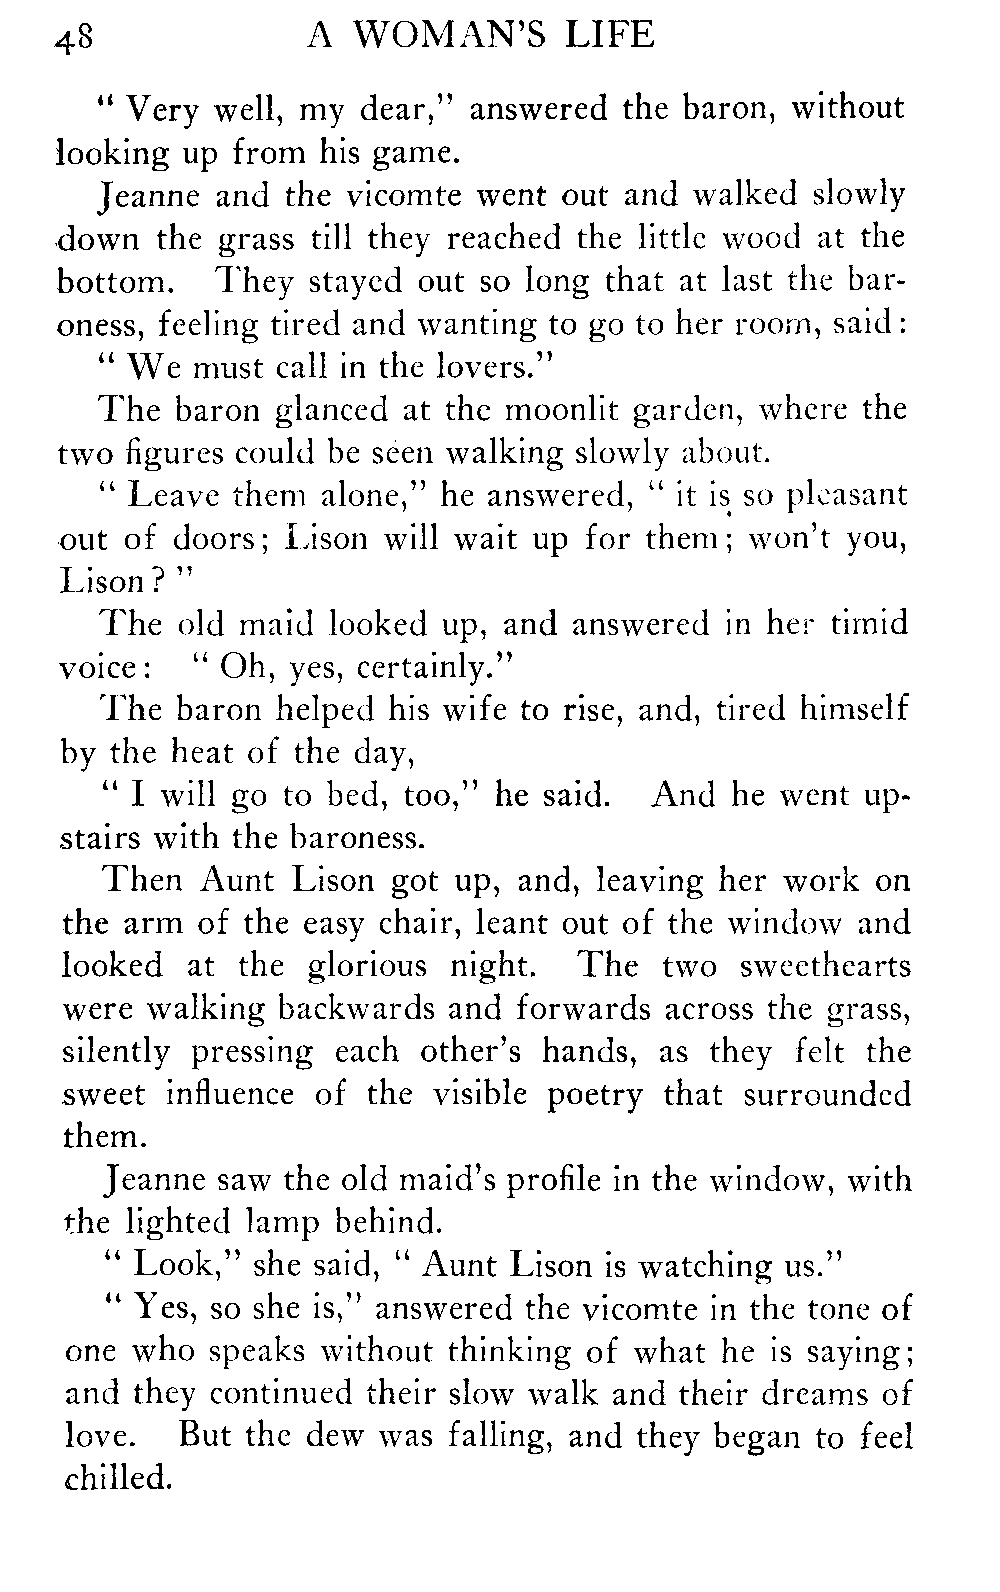 48 A WOMAN'S LIFE
" Very well, my dear," answered the baron, without
looking up from his game.
Jeanne and the vicomte went out and walked slowly
down the grass till they reached the little wood at the
bottom. They stayed out so long that at last the bar-
oness, feeling tired and wanting to go to her room, said:
" We must call in the lovers."
The baron glanced at the moonlit garden, where the
two figures could be seen walking slowly about.
" Leave them alone," he answered, " it is so pleasant
out of doors; Lison will wait up for them; won't you,
Lison? "
The old maid looked up, and answered in her timid
voice: " Oh, yes, certainly."
The baron helped his wife to rise, and, tired himself
by the heat of the day,
" I will go to bed, too," he said. And he went up-
stairs with the baroness.
Then Aunt Lison got up, and, leaving her work on
the arm of the easy chair, leant out of the window and
looked at the glorious night. The two sweethearts
were walking backwards and forwards across the grass,
silently pressing each other's hands, as they felt the
sweet influence of the visible poetry that surrounded
them.
Jeanne saw the old maid's profile in the window, with
the lighted lamp behind.
" Look," she said, " Aunt Lison is watching us."
" Yes, so she is," answered the vicomte in the tone of
one who speaks without thinking of what he is saying;
and they continued their slow walk and their dreams of
love. But the dew was falling, and they began to feel
chilled.